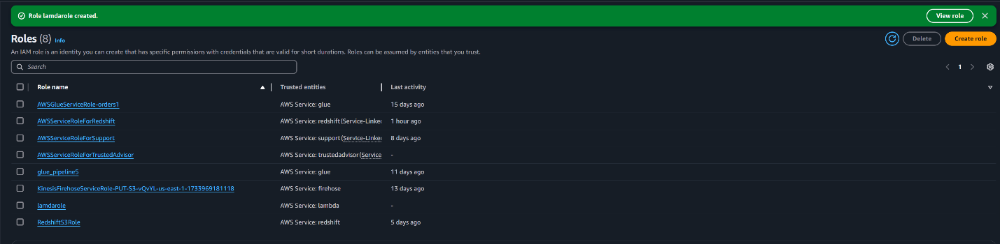 Role lamdarole created.
View role
Roles (8) Info
Delete
Create role
An IAM role is an identity you can create that has specific permissions with credentials that are valid for short durations. Roles can be assumed by entities that you trust.
Search
1
Role name Trusted entities Last activity
AWSGlueServiceRole-orders1 AWS Service: glue 15 days ago
AWSServiceRoleForRedshift AWS Service: redshift (Service-Linke 1 hour ago
AWSServiceRoleForSupport AWS Service: support (Service-Linke 8 days ago
AWSServiceRoleForTrustedAdvisor AWS Service: trustedadvisor (Service -
glue_pipeline5 AWS Service: glue 11 days ago
KinesisFirehoseServiceRole-PUT-S3-vQvYL-us-east-1-1733969181118 AWS Service: firehose 13 days ago
lamdarole AWS Service: lambda -
RedshiftS3Role AWS Service: redshift 5 days ago